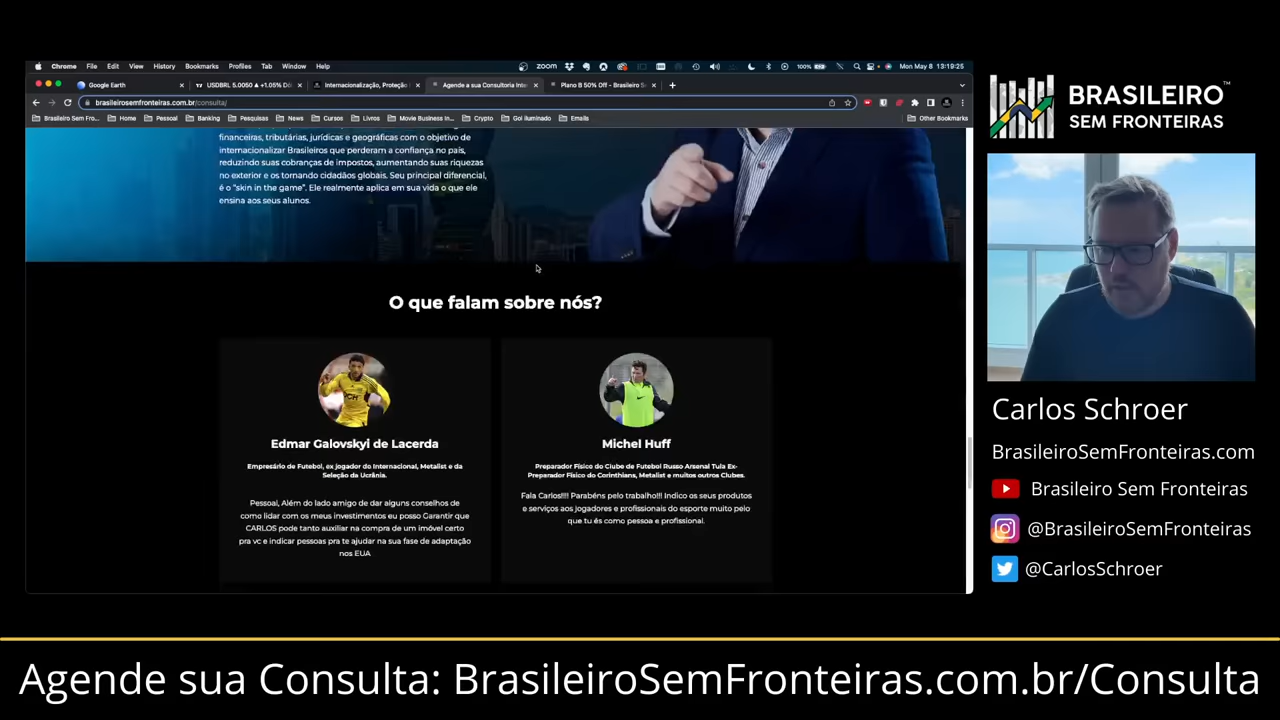 Chrome File Edit View History Bookmarks Profiles Tab Window Help
zoom
100%
Mon May 8 13:19:25
Google Earth
USDBRL 5.0050 ▲ +1.05%
Internacionalização, Proteção
Agende a sua Consultoria Inte
Plano B 50% Off - Brasileiro S
brasileirosemfronteiras.com.br/consulta/
Brasileiro Sem Fro... Home Pessoal Banking Pesquisas News Cursos Livros Movie Business In... Crypto Gol Iluminado Emails Other Bookmarks
financeiras, tributárias, jurídicas e geográficas com o objetivo de
internacionalizar Brasileiros que perderam a confiança no país,
reduzindo suas cobranças de impostos, aumentando suas riquezas
no exterior e os tornando cidadãos globais. Seu principal diferencial,
é o "skin in the game". Ele realmente aplica em sua vida o que ele
ensina aos seus alunos.
O que falam sobre nós?
Edmar Galovskyi de Lacerda
Empresário de Futebol, ex jogador do Internacional, Metalist e da
Seleção da Ucrânia.
Pessoal, Além do lado amigo de dar alguns conselhos de
como lidar com os meus investimentos eu posso Garantir que
CARLOS pode tanto auxiliar na compra de um imóvel certo
pra vc e indicar pessoas pra te ajudar na sua fase de adaptação
nos EUA
Michel Huff
Preparador Físico do Clube de Futebol Russo Arsenal Tula Ex-
Preparador Físico do Corinthians, Metalist e muitos outros Clubes.
Fala Carlos!!!! Parabéns pelo trabalho!!! Indico os seus produtos
e serviços aos jogadores e profissionais do esporte muito pelo
que tu és como pessoa e profissional.
BRASILEIRO™
SEM FRONTEIRAS
Carlos Schroer
BrasileiroSemFronteiras.com
Brasileiro Sem Fronteiras
@BrasileiroSemFronteiras
@CarlosSchroer
Agende sua Consulta: BrasileiroSemFronteiras.com.br/Consulta